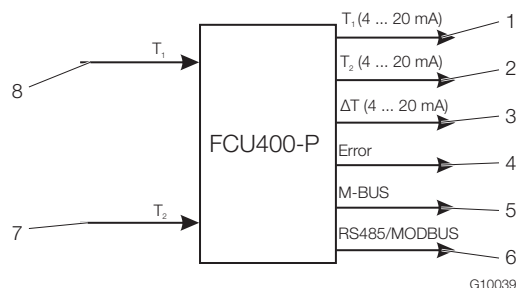 T₁ (4 ... 20 mA) 1
T₁
T₂ (4 ... 20 mA) 2
8
ΔT (4 ... 20 mA) 3
FCU400-P
Error 4
M-BUS 5
T₂
7
RS485/MODBUS 6
G10039